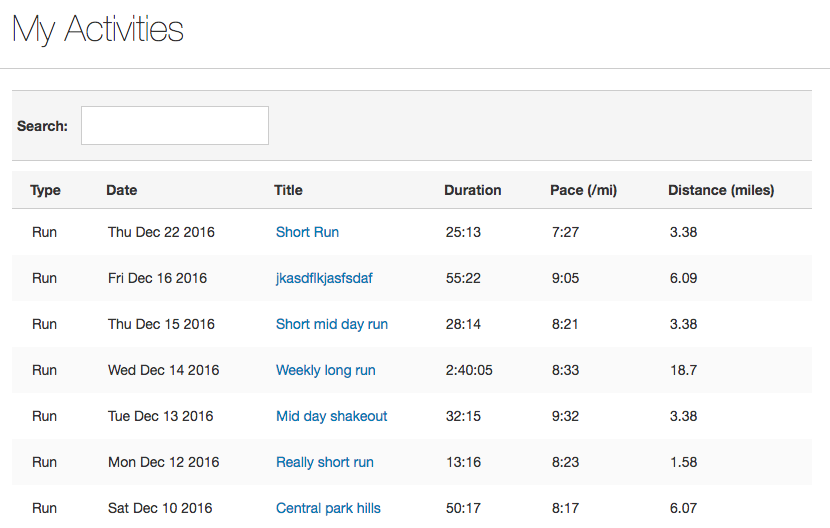 My Activities
Search:
Type Date Title Duration Pace (/mi) Distance (miles)
Run Thu Dec 22 2016 Short Run 25:13 7:27 3.38
Run Fri Dec 16 2016 jkasdflkjasfsdaf 55:22 9:05 6.09
Run Thu Dec 15 2016 Short mid day run 28:14 8:21 3.38
Run Wed Dec 14 2016 Weekly long run 2:40:05 8:33 18.7
Run Tue Dec 13 2016 Mid day shakeout 32:15 9:32 3.38
Run Mon Dec 12 2016 Really short run 13:16 8:23 1.58
Run Sat Dec 10 2016 Central park hills 50:17 8:17 6.07